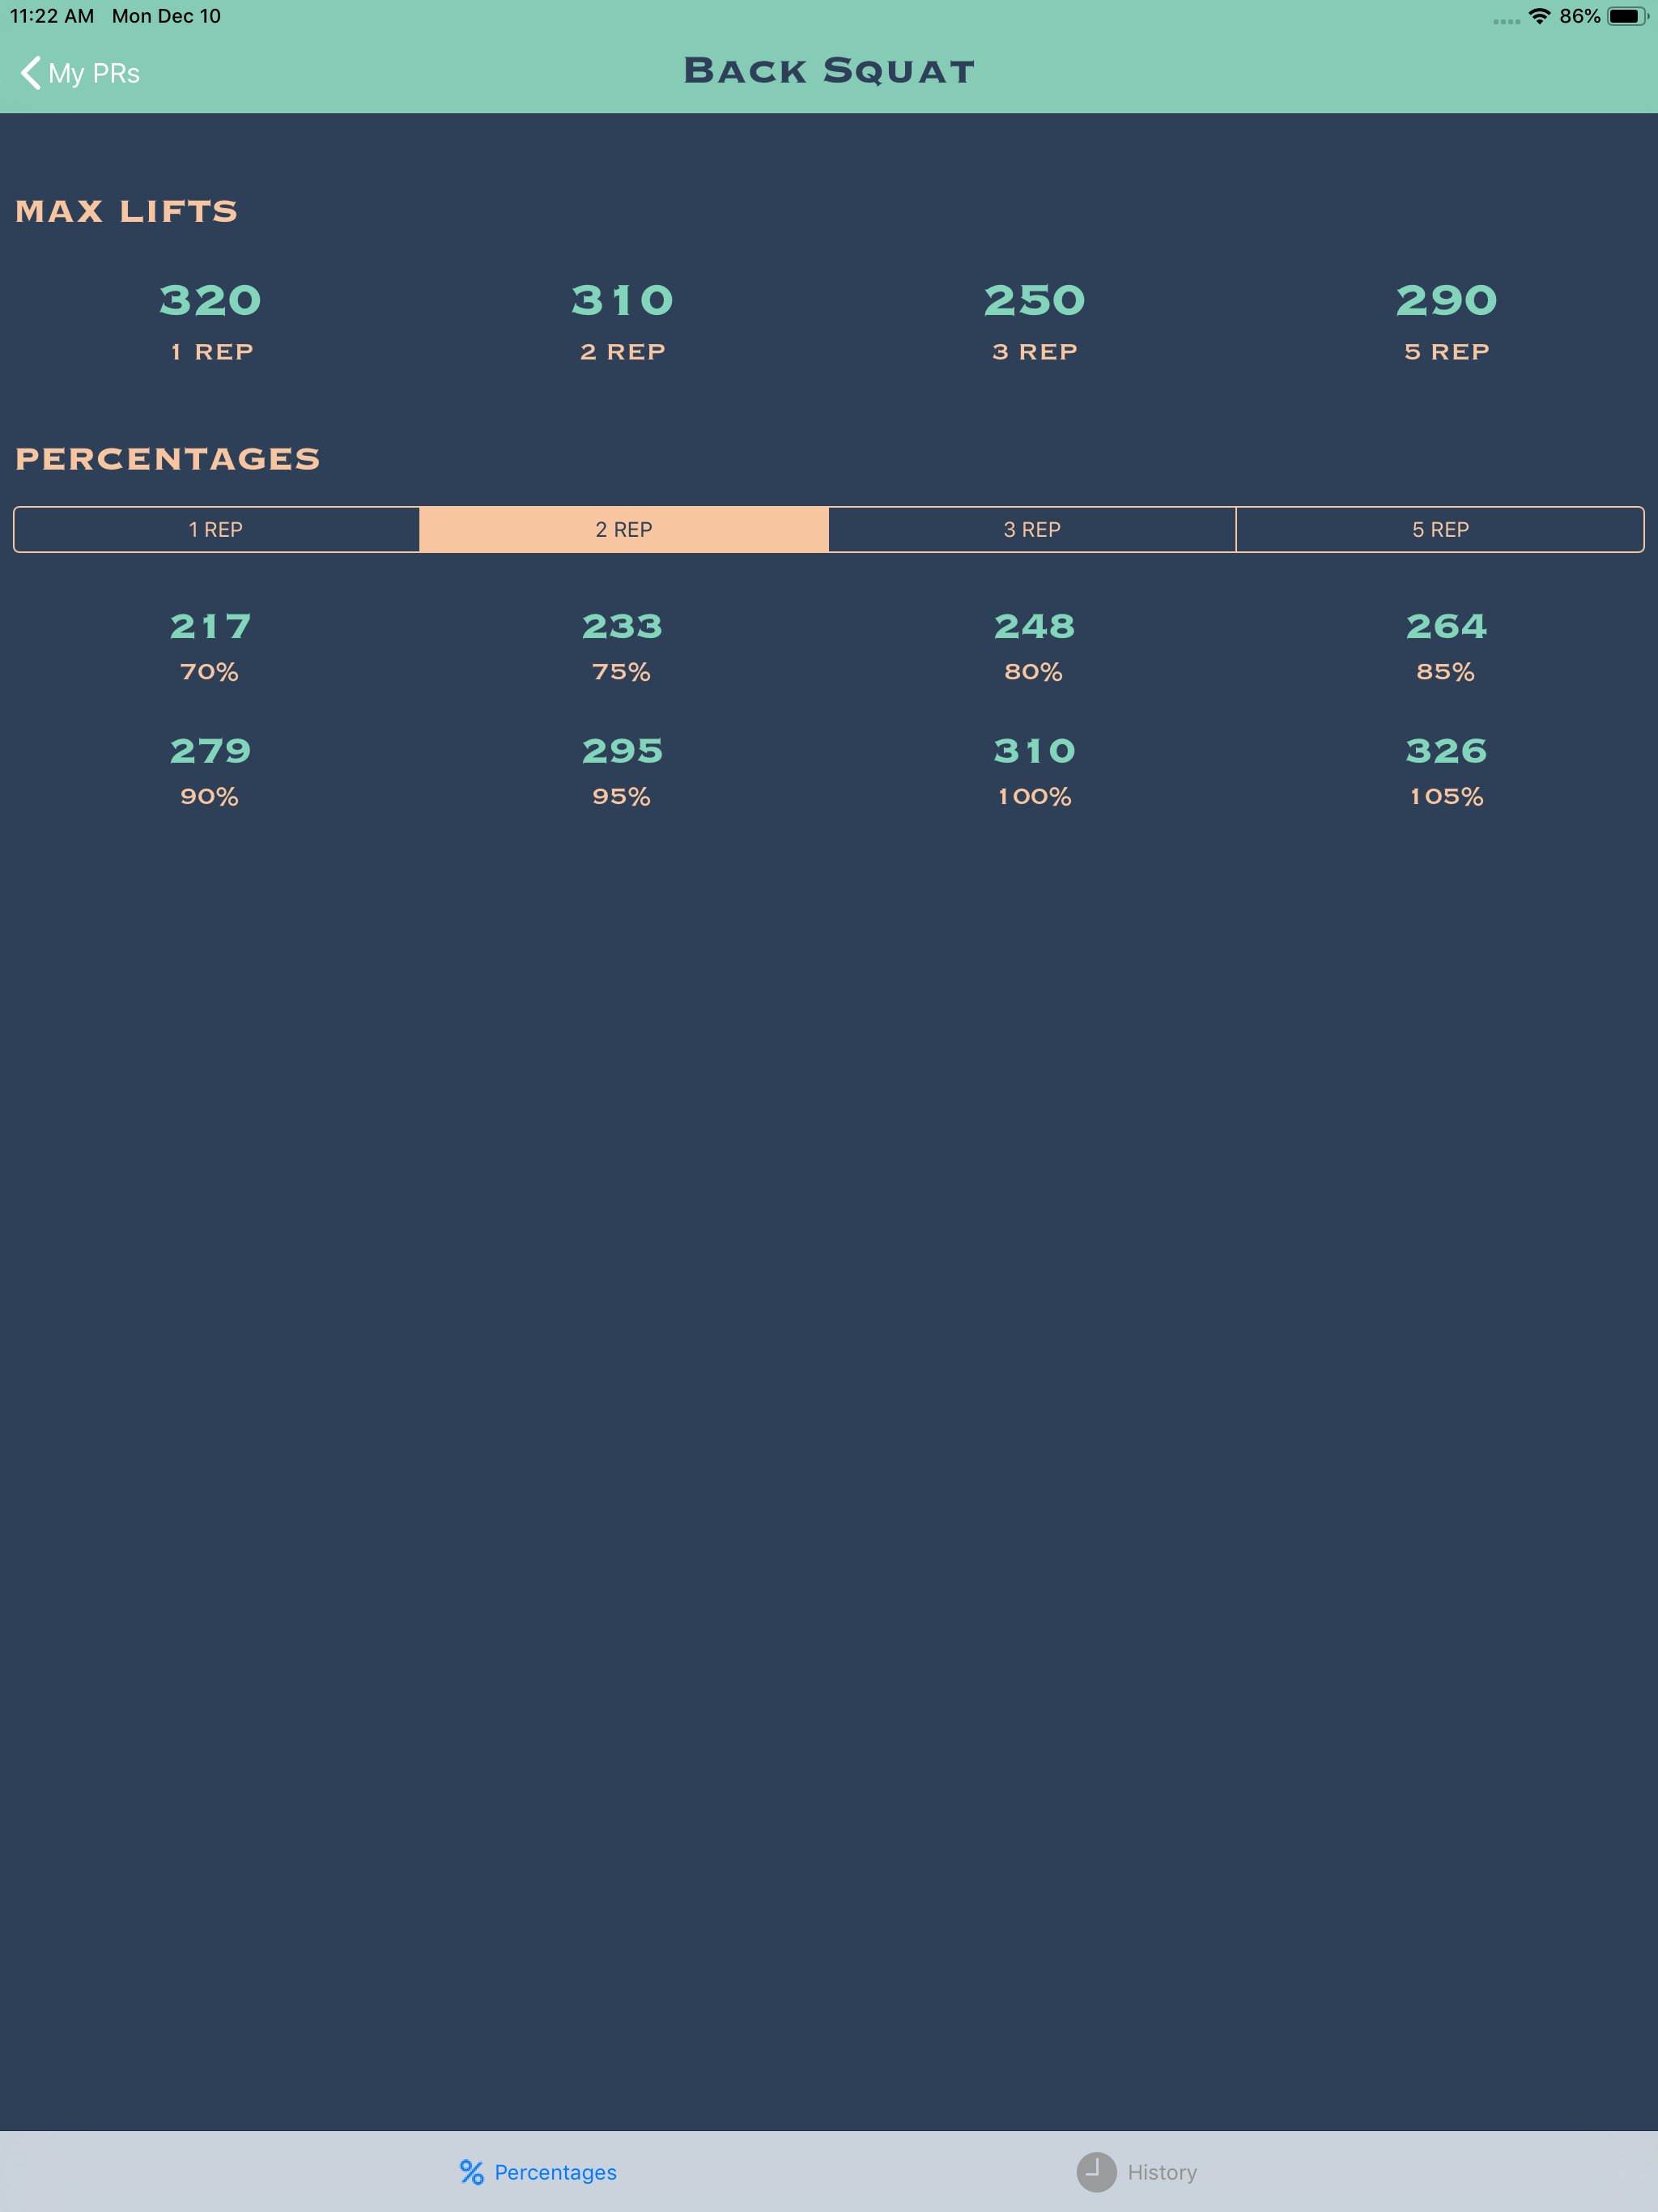 11:22 AM Mon Dec 10 86%
My PRs Back Squat
MAX LIFTS
320 310 250 290
1 REP 2 REP 3 REP 5 REP
PERCENTAGES
1 REP 2 REP 3 REP 5 REP
217 233 248 264
70% 75% 80% 85%
279 295 310 326
90% 95% 100% 105%
% Percentages History